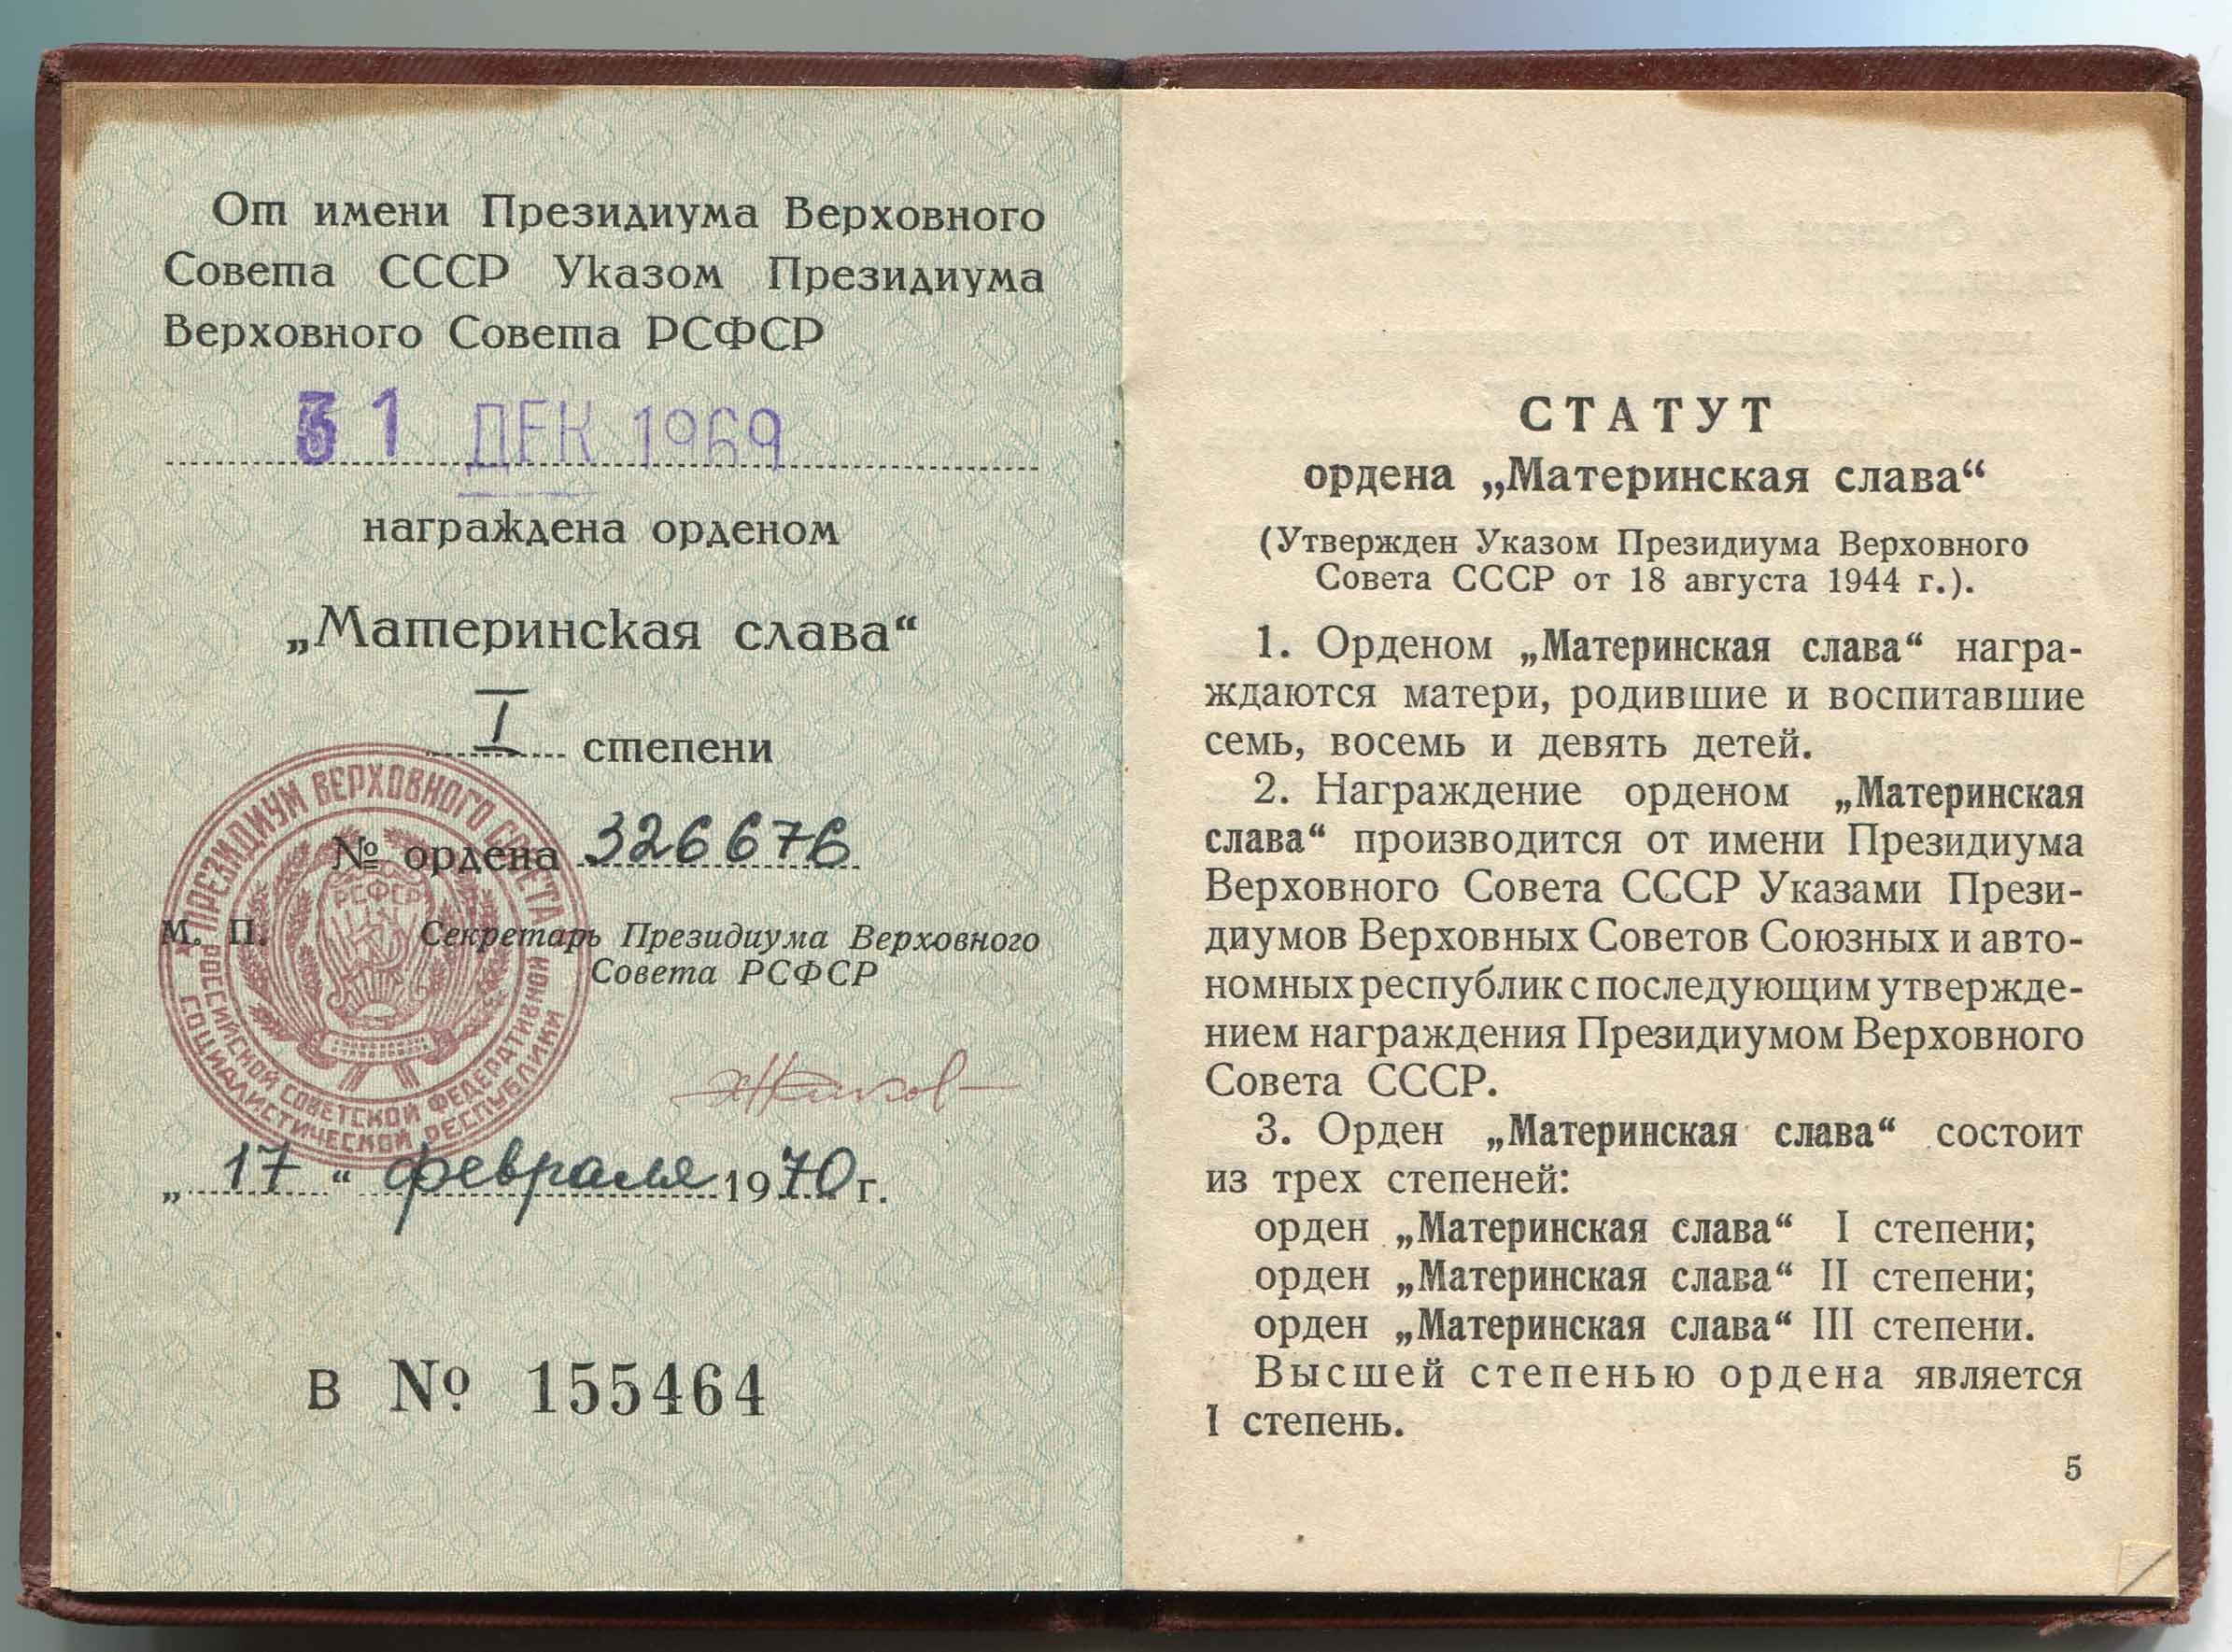 От имени Президиума Верховного
Совета СССР Указом Президиума
Верховного Совета РСФСР
31 ДЕК 1969
награждена орденом
„Материнская слава“
I степени
№ ордена 326676
М. П.
Секретарь Президиума Верховного
Совета РСФСР
ПРЕЗИДИУМ ВЕРХОВНОГО СОВЕТА
РОССИЙСКОЙ СОВЕТСКОЙ ФЕДЕРАТИВНОЙ
СОЦИАЛИСТИЧЕСКОЙ РЕСПУБЛИКИ
РСФСР
„17“ февраля 1970 г.
В № 155464
СТАТУТ
ордена „Материнская слава“
(Утвержден Указом Президиума Верховного
Совета СССР от 18 августа 1944 г.).
1. Орденом „Материнская слава“ награ-
ждаются матери, родившие и воспитавшие
семь, восемь и девять детей.
2. Награждение орденом „Материнская
слава“ производится от имени Президиума
Верховного Совета СССР Указами Прези-
диумов Верховных Советов Союзных и авто-
номных республик с последующим утвержде-
нием награждения Президиумом Верховного
Совета СССР.
3. Орден „Материнская слава“ состоит
из трех степеней:
орден „Материнская слава“ I степени;
орден „Материнская слава“ II степени;
орден „Материнская слава“ III степени.
Высшей степенью ордена является
I степень.
5